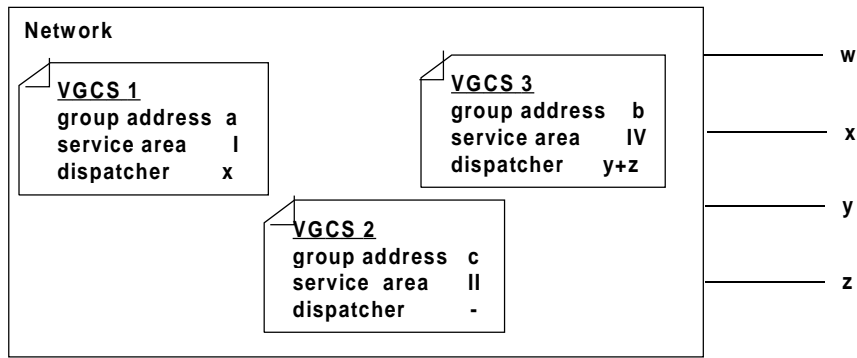 Network
VGCS 1
group address a
service area I
dispatcher x
VGCS 3
group address b
service area IV
dispatcher y+z
VGCS 2
group address c
service area II
dispatcher -
w
x
y
z